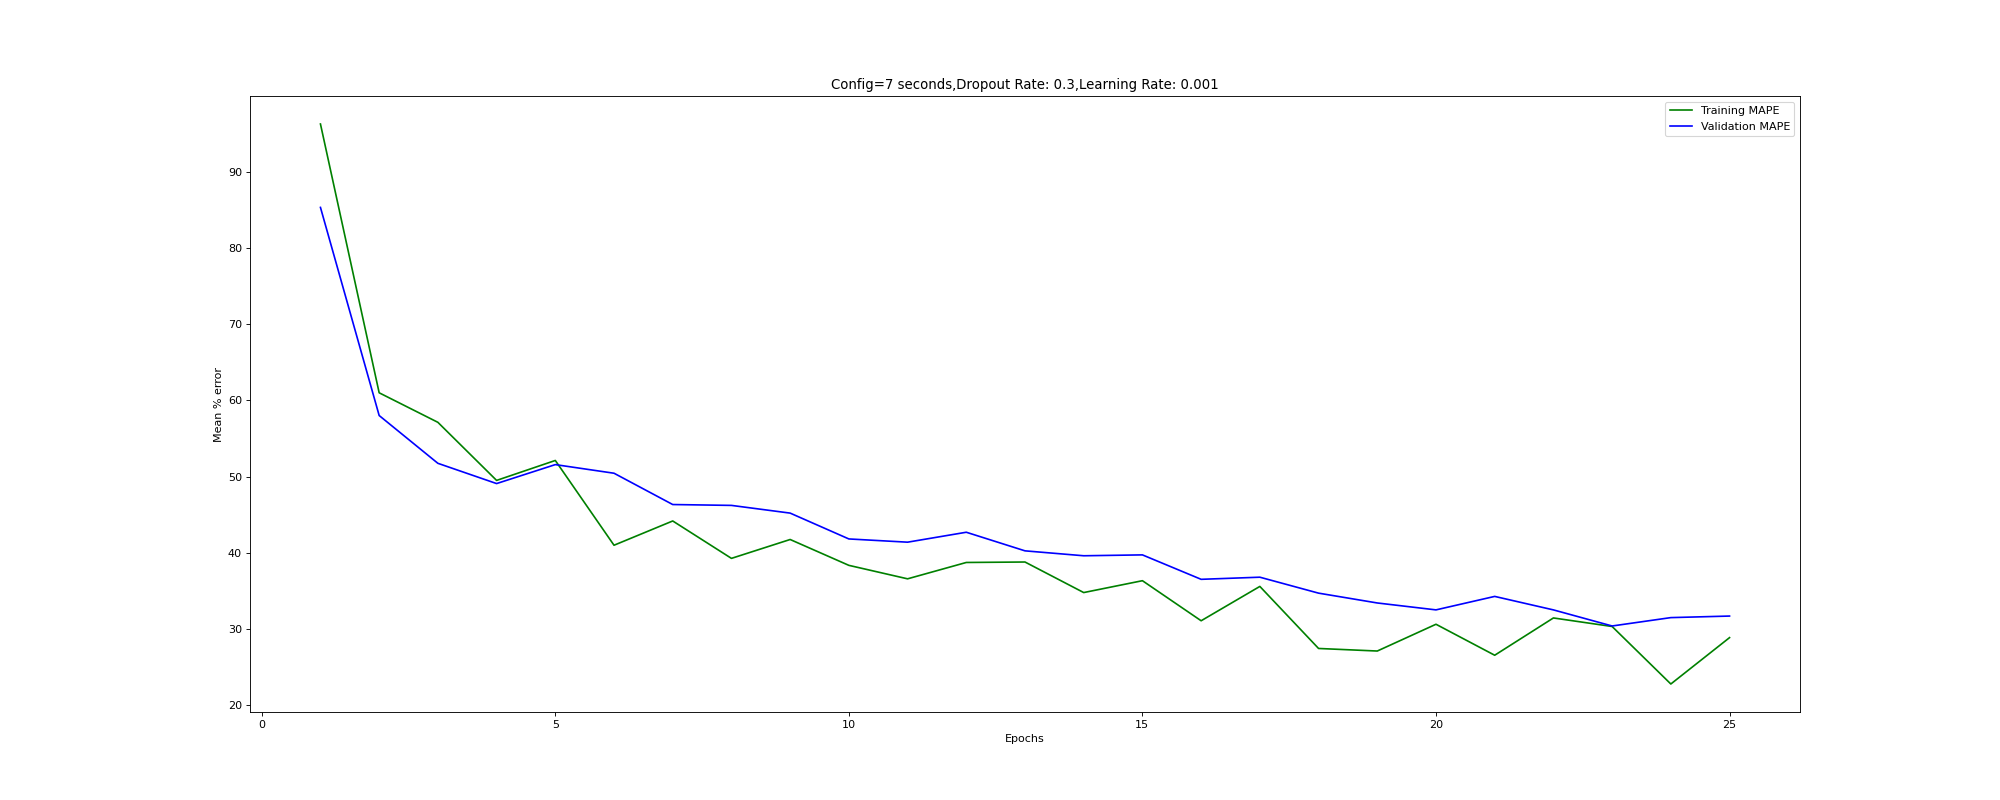 Config=7 seconds,Dropout Rate: 0.3,Learning Rate: 0.001
Training MAPE
Validation MAPE
90
80
70
60
50
40
30
20
Mean % error
0 5 10 15 20 25
Epochs